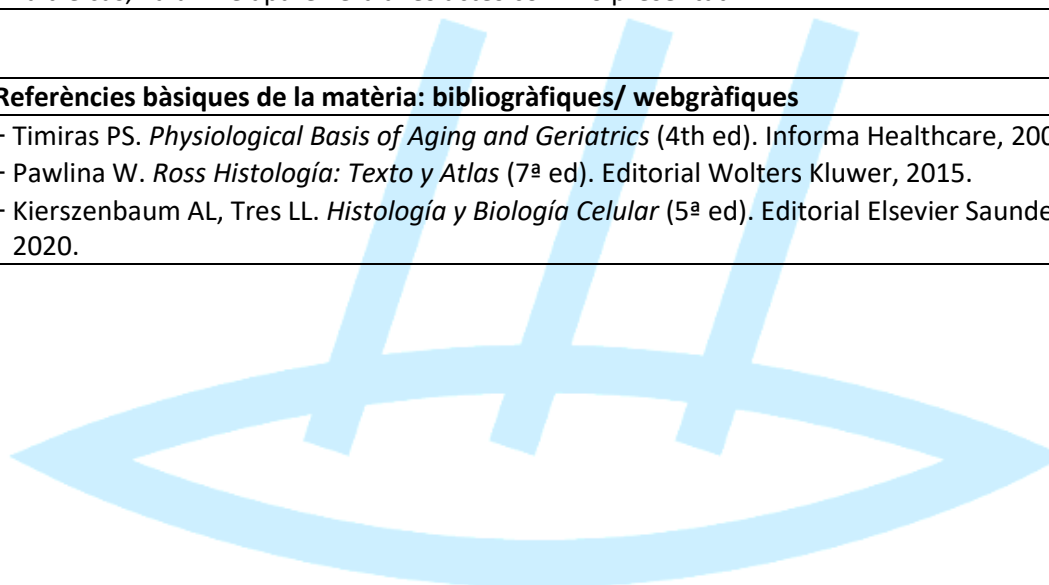 Referències bàsiques de la matèria: bibliogràfiques/ webgràfiques
- Timiras PS. Physiological Basis of Aging and Geriatrics (4th ed). Informa Healthcare, 200
- Pawlina W. Ross Histología: Texto y Atlas (7ª ed). Editorial Wolters Kluwer, 2015.
- Kierszenbaum AL, Tres LL. Histología y Biología Celular (5ª ed). Editorial Elsevier Saunde
2020.